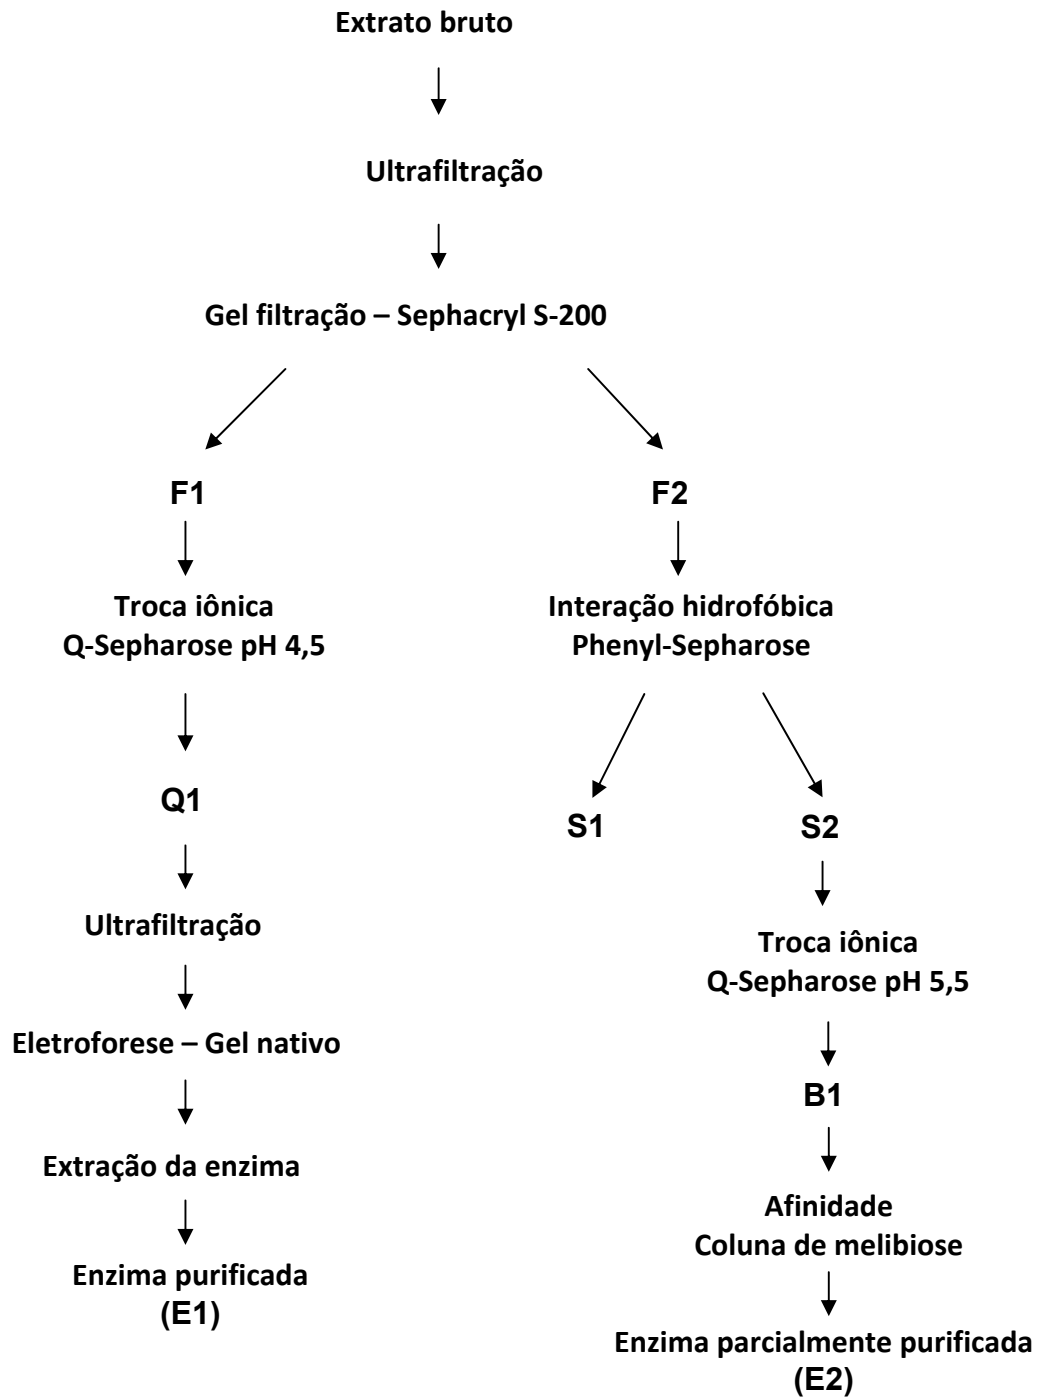 Extrato bruto
Ultrafiltração
Gel filtração – Sephacryl S-200
F1
F2
Troca iônica
Q-Sepharose pH 4,5
Interação hidrofóbica
Phenyl-Sepharose
Q1
S1
S2
Ultrafiltração
Troca iônica
Q-Sepharose pH 5,5
Eletroforese – Gel nativo
B1
Extração da enzima
Afinidade
Coluna de melibiose
Enzima purificada
(E1)
Enzima parcialmente purificada
(E2)